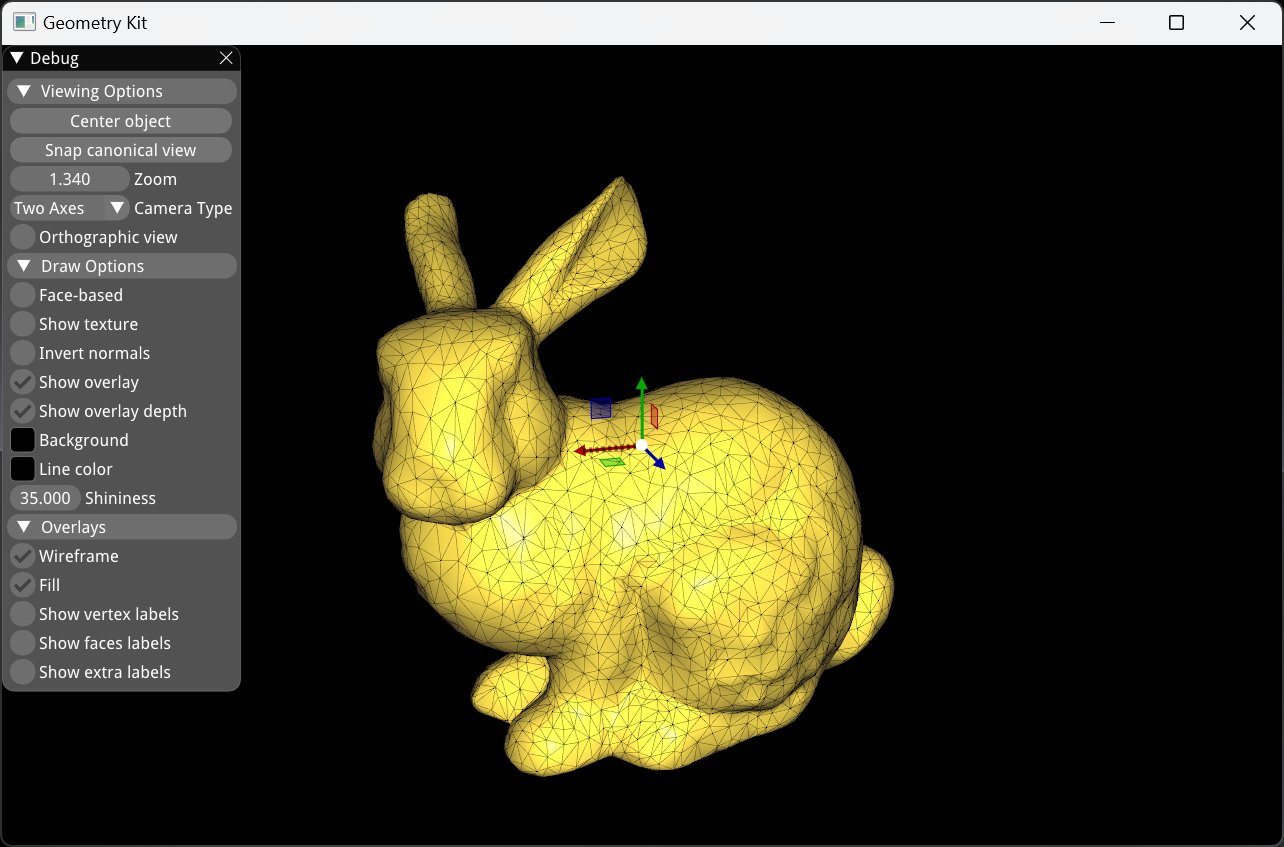 Geometry Kit
Debug
Viewing Options
Center object
Snap canonical view
1.340 Zoom
Two Axes Camera Type
Orthographic view
Draw Options
Face-based
Show texture
Invert normals
Show overlay
Show overlay depth
Background
Line color
35.000 Shininess
Overlays
Wireframe
Fill
Show vertex labels
Show faces labels
Show extra labels